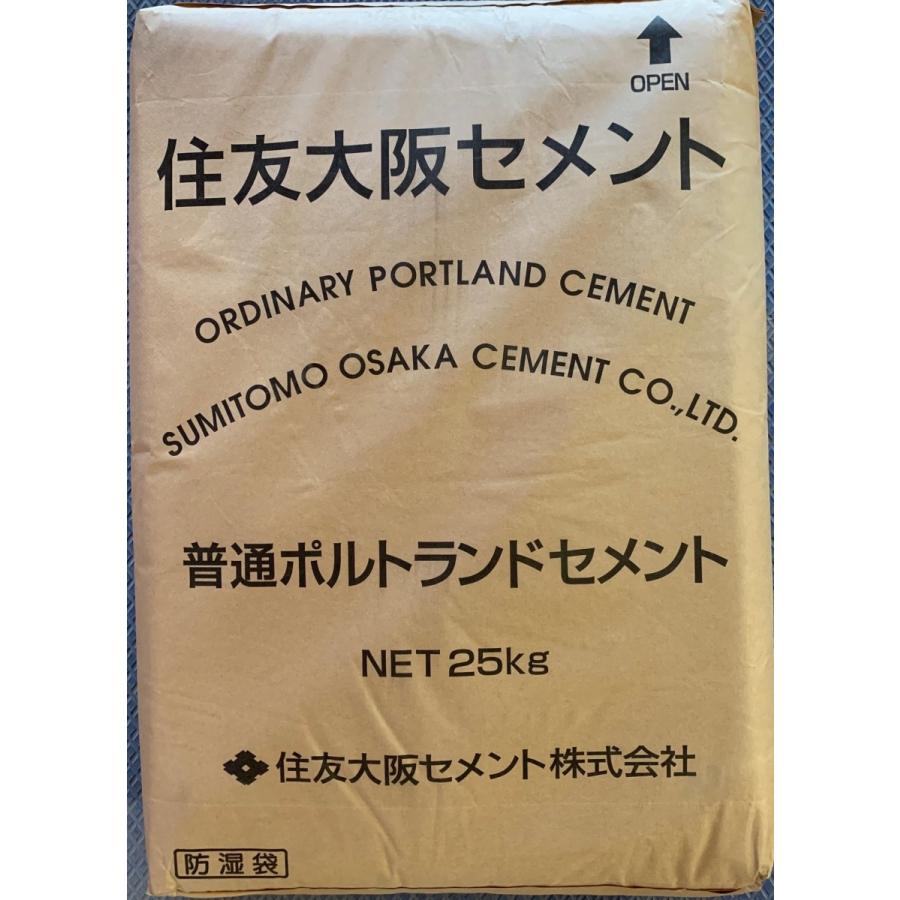 OPEN
住友大阪セメント
ORDINARY PORTLAND CEMENT
SUMITOMO OSAKA CEMENT CO.,LTD.
普通ポルトランドセメント
NET 25kg
住友大阪セメント株式会社
防湿袋